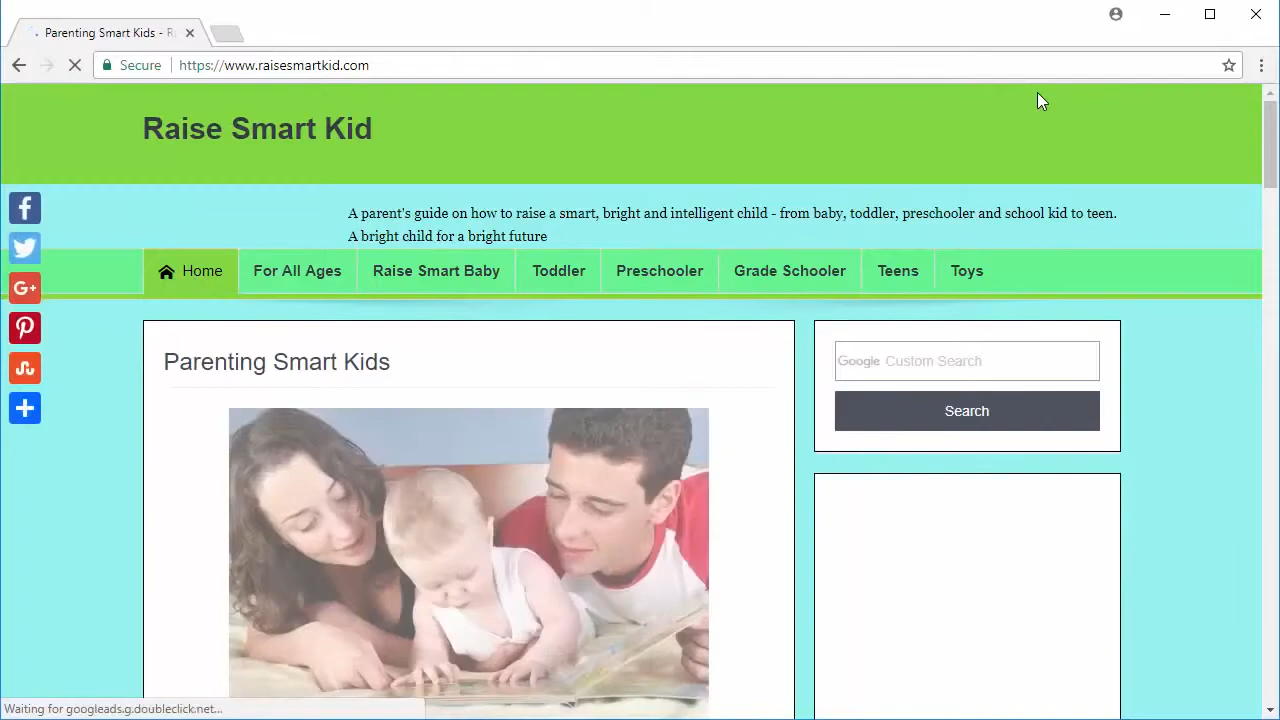 Parenting Smart Kids - R
Secure
https://www.raisesmartkid.com
Raise Smart Kid
A parent's guide on how to raise a smart, bright and intelligent child - from baby, toddler, preschooler and school kid to teen.
A bright child for a bright future
Home
For All Ages
Raise Smart Baby
Toddler
Preschooler
Grade Schooler
Teens
Toys
Parenting Smart Kids
Google Custom Search
Search
Waiting for googleads.g.doubleclick.net...